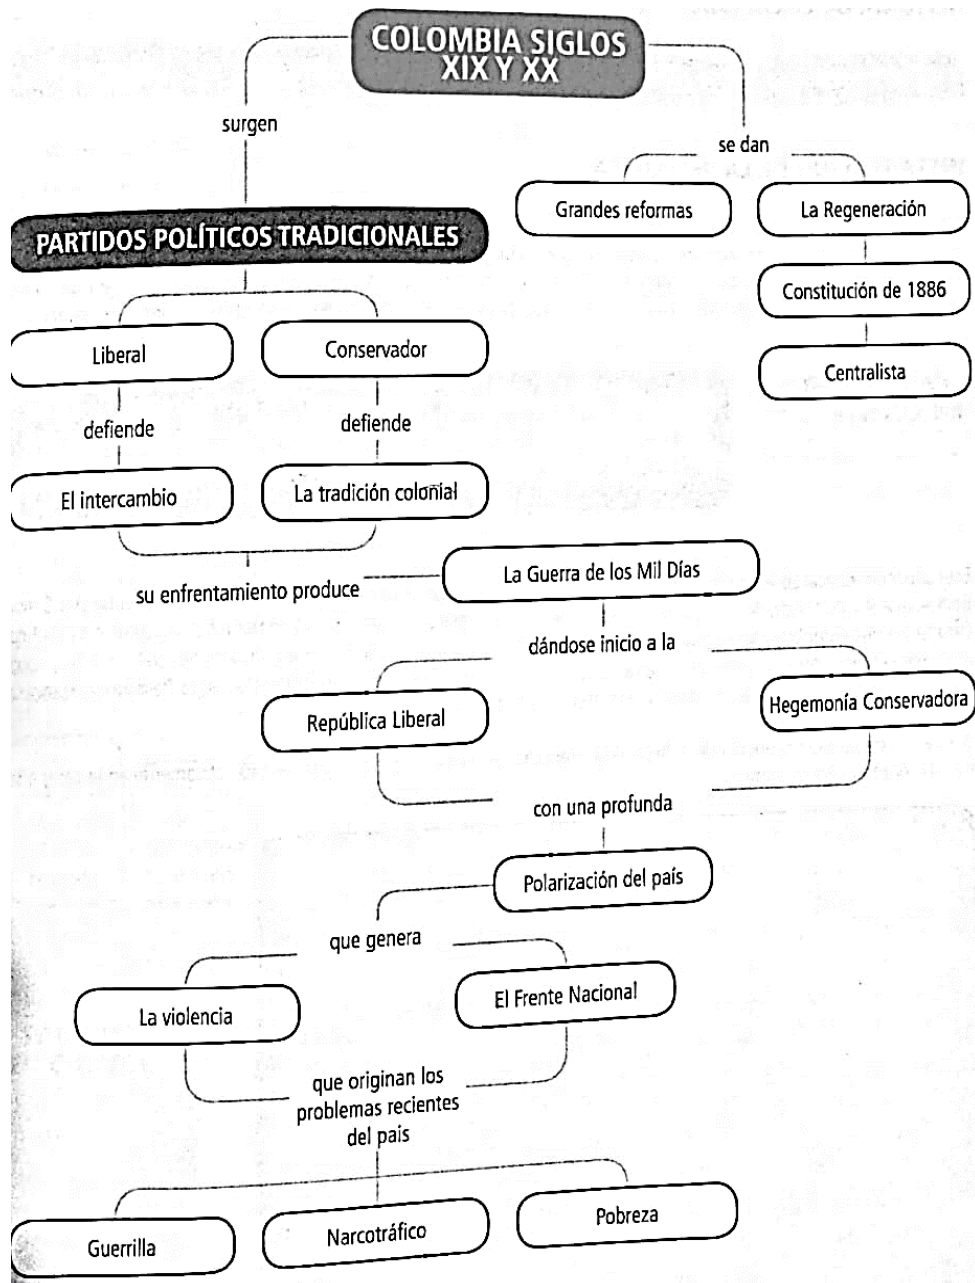 COLOMBIA SIGLOS
XIX Y XX
surgen
se dan
Grandes reformas
La Regeneración
PARTIDOS POLÍTICOS TRADICIONALES
Constitución de 1886
Liberal
Conservador
Centralista
defiende
defiende
El intercambio
La tradición colonial
su enfrentamiento produce
La Guerra de los Mil Días
dándose inicio a la
República Liberal
Hegemonía Conservadora
con una profunda
Polarización del país
que genera
La violencia
El Frente Nacional
que originan los
problemas recientes
del pais
Guerrilla
Narcotráfico
Pobreza